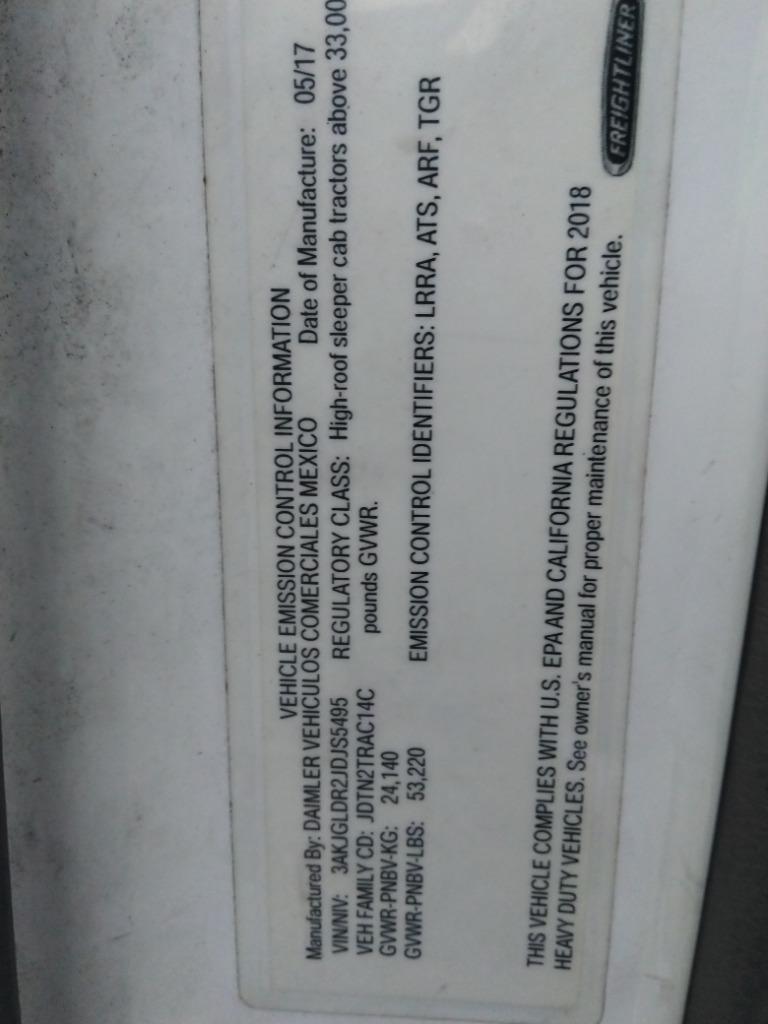 VEHICLE EMISSION CONTROL INFORMATION
Manufactured By: DAIMLER VEHICULOS COMERCIALES MEXICO Date of Manufacture: 05/17
VIN/NIV: 3AKJGLDR2JDJS5495 REGULATORY CLASS: High-roof sleeper cab tractors above 33,00
VEH FAMILY CD: JDTN2TRAC14C pounds GVWR.
GVWR-PNBV-KG: 24,140
GVWR-PNBV-LBS: 53,220 EMISSION CONTROL IDENTIFIERS: LRRA, ATS, ARF, TGR
THIS VEHICLE COMPLIES WITH U.S. EPA AND CALIFORNIA REGULATIONS FOR 2018
HEAVY DUTY VEHICLES. See owner's manual for proper maintenance of this vehicle.
FREIGHTLINER